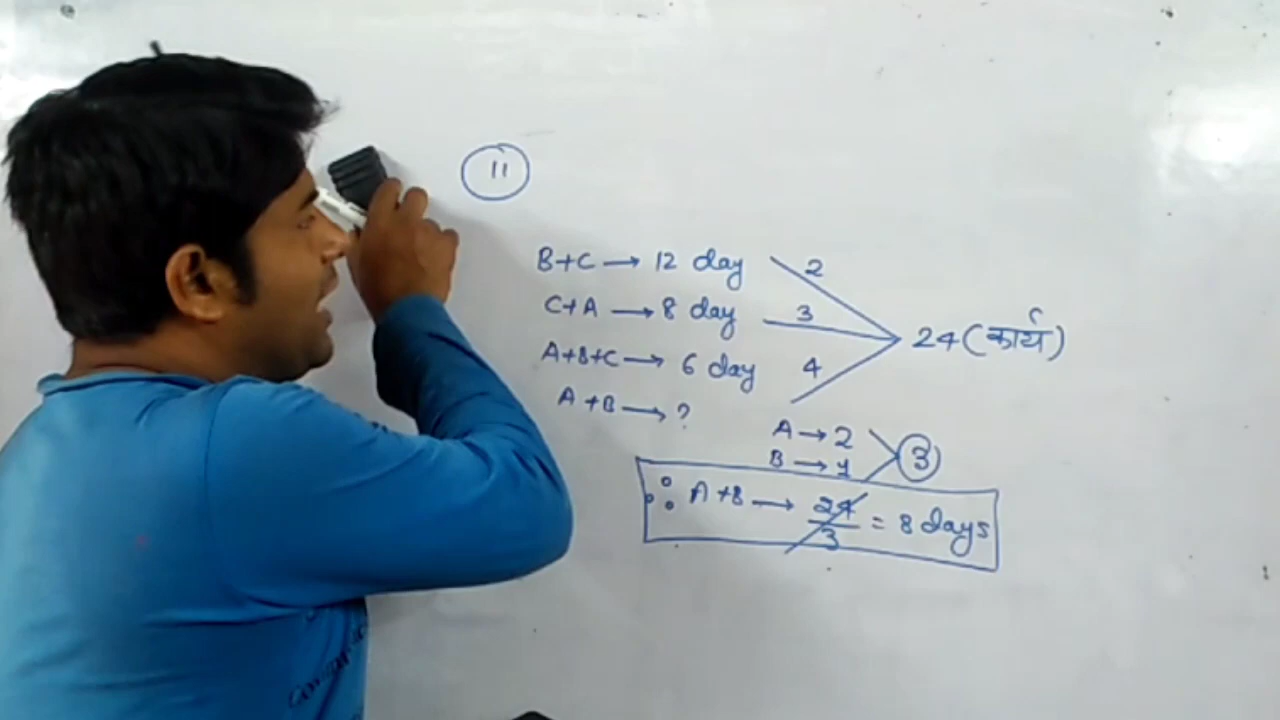 11
B+C → 12 day 2
C+A → 8 day 3 24 (कार्य)
A+B+C → 6 day 4
A+B → ?
A → 2
B → 1 3
∴ A+B → 24/3 = 8 days